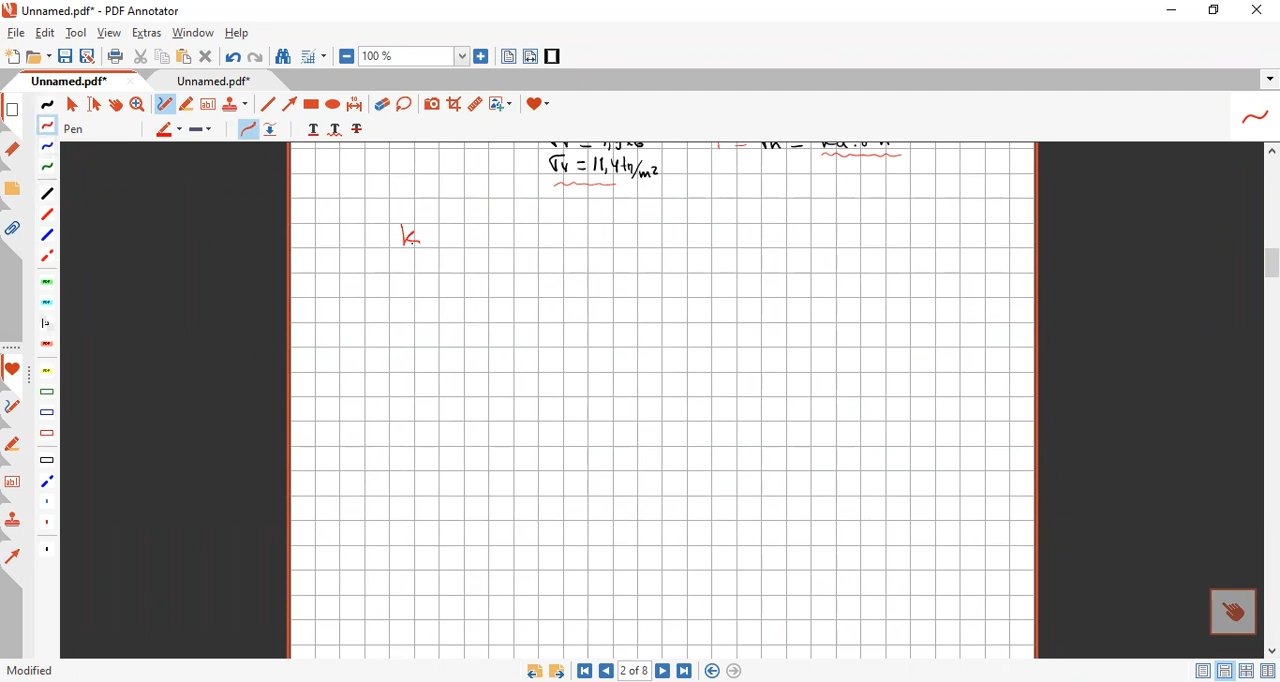 Unnamed.pdf* - PDF Annotator
File Edit Tool View Extras Window Help
100 %
Unnamed.pdf* Unnamed.pdf*
Pen
σv = 11,4 tn/m2
K
Modified
2 of 8